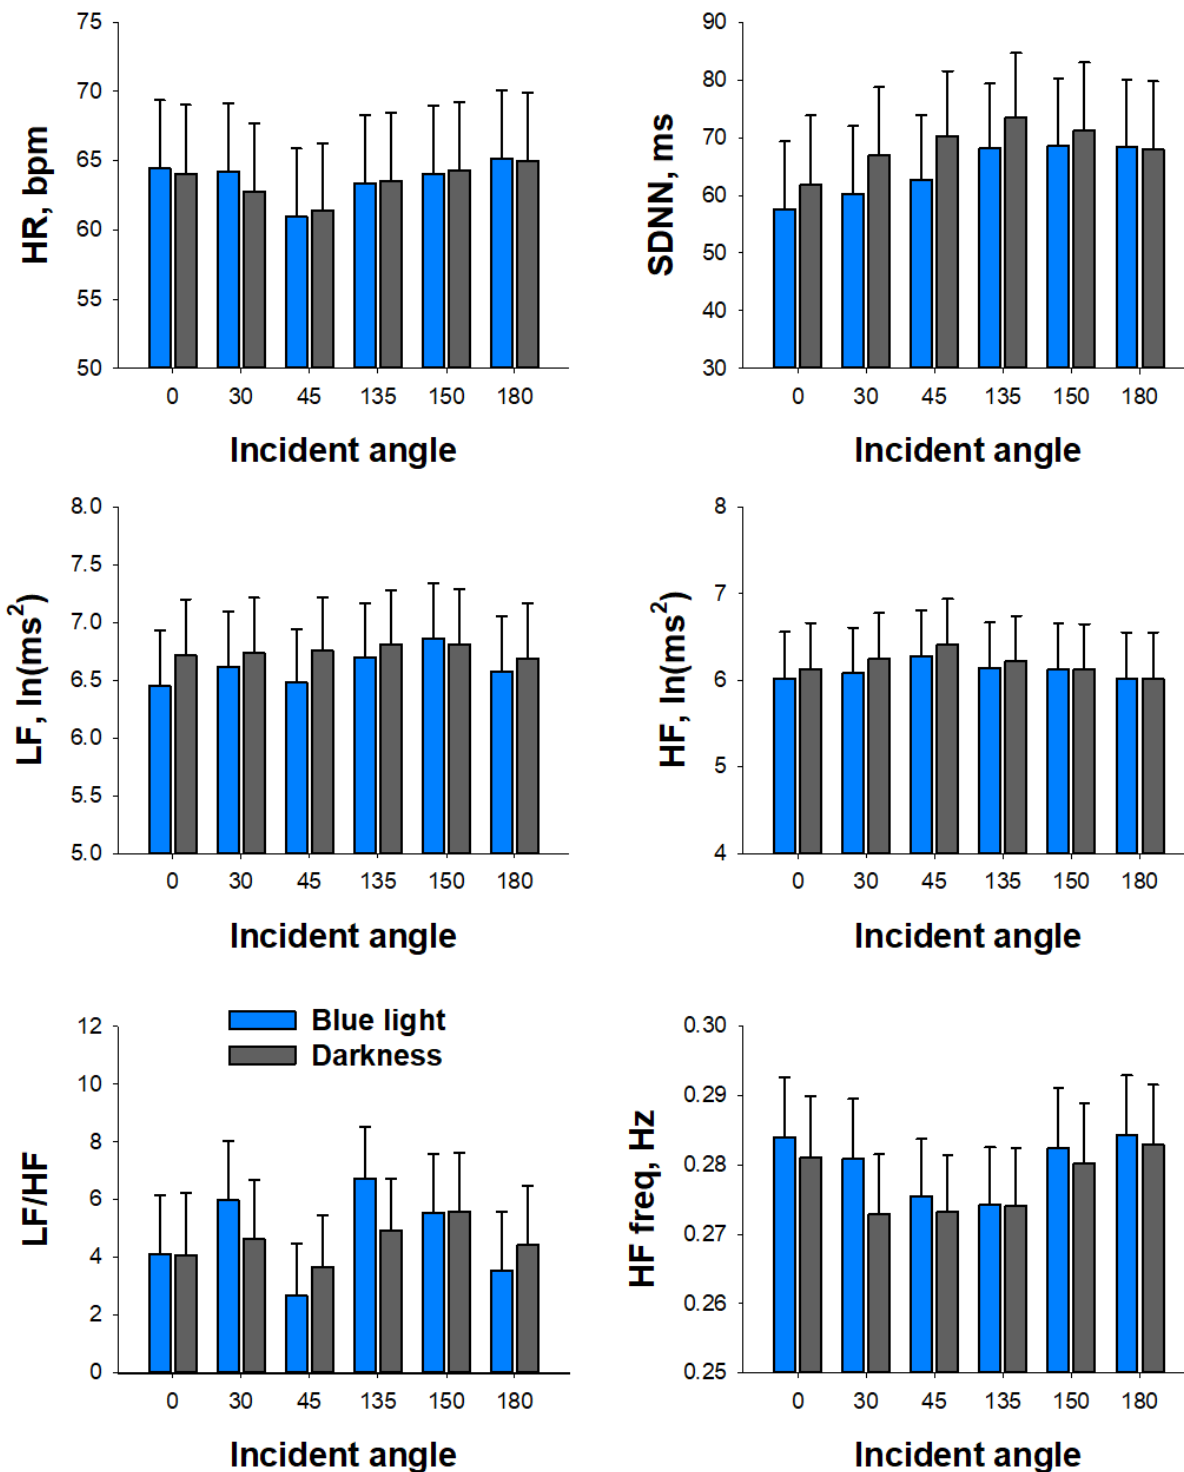 75
70
65
60
55
50
HR, bpm
0 30 45 135 150 180
Incident angle
90
80
70
60
50
40
30
SDNN, ms
0 30 45 135 150 180
Incident angle
8.0
7.5
7.0
6.5
6.0
5.5
5.0
LF, ln(ms²)
0 30 45 135 150 180
Incident angle
8
7
6
5
4
HF, ln(ms²)
0 30 45 135 150 180
Incident angle
Blue light
Darkness
12
10
8
6
4
2
0
LF/HF
0 30 45 135 150 180
Incident angle
0.30
0.29
0.28
0.27
0.26
0.25
HF freq, Hz
0 30 45 135 150 180
Incident angle